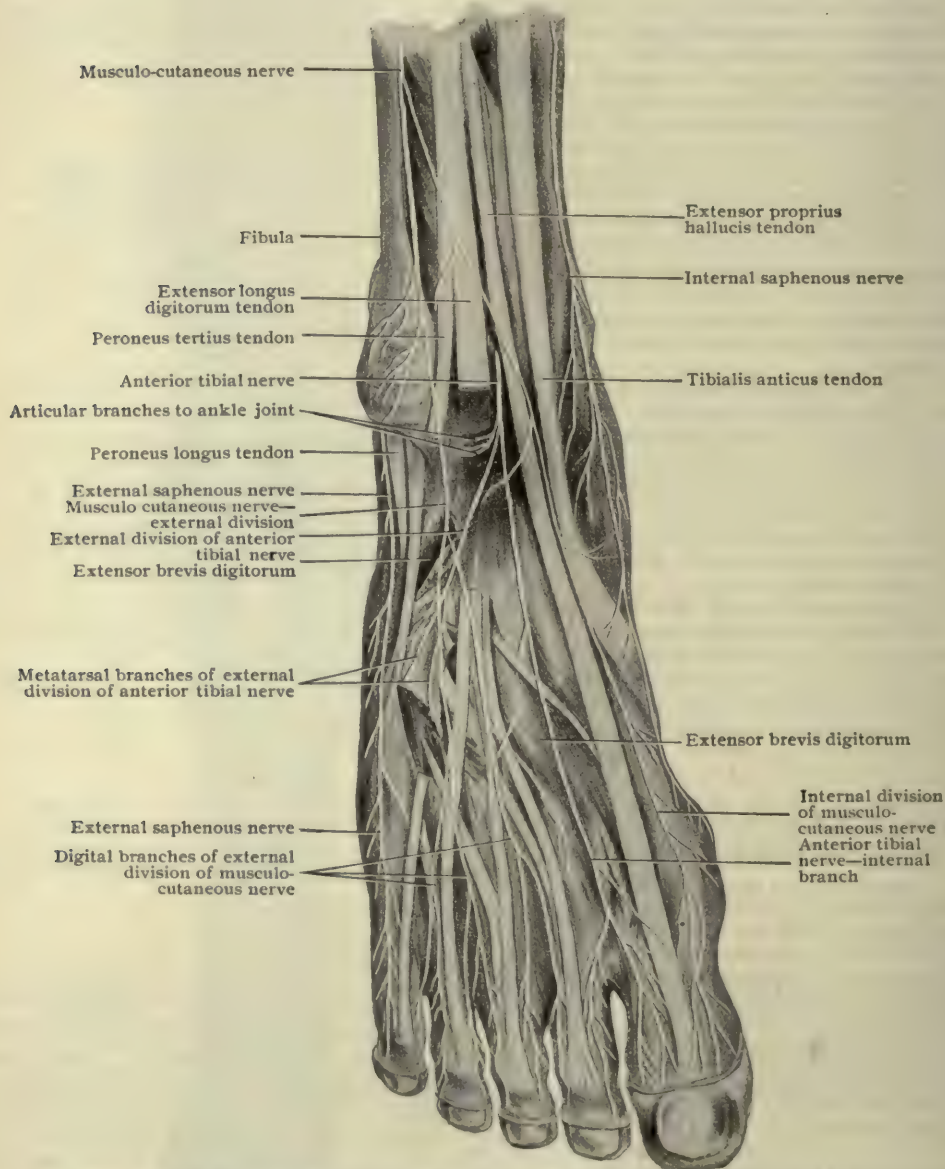 Musculo-cutaneous nerve
Fibula
Extensor longus
digitorum tendon
Peroneus tertius tendon
Anterior tibial nerve
Articular branches to ankle joint
Peroneus longus tendon
External saphenous nerve
Musculo cutaneous nerve—
external division
External division of anterior
tibial nerve
Extensor brevis digitorum
Metatarsal branches of external
division of anterior tibial nerve
External saphenous nerve
Digital branches of external
division of musculo-
cutaneous nerve
Extensor proprius
hallucis tendon
Internal saphenous nerve
Tibialis anticus tendon
Extensor brevis digitorum
Internal division
of musculo-
cutaneous nerve
Anterior tibial
nerve—internal
branch